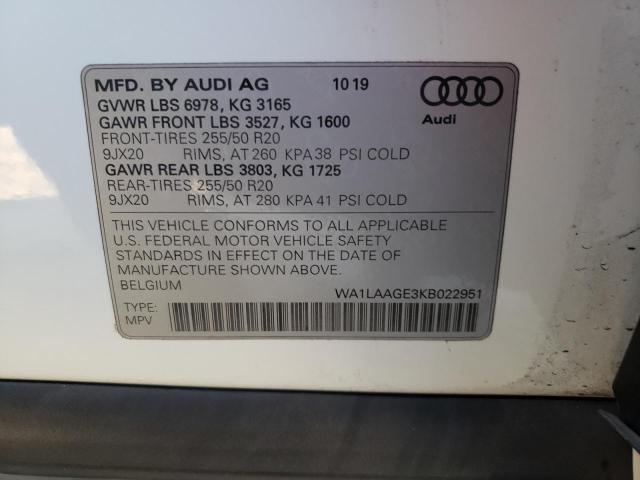 MFD. BY AUDI AG 10 19
GVWR LBS 6978, KG 3165
GAWR FRONT LBS 3527, KG 1600
FRONT-TIRES 255/50 R20
9JX20 RIMS, AT 260 KPA 38 PSI COLD
GAWR REAR LBS 3803, KG 1725
REAR-TIRES 255/50 R20
9JX20 RIMS, AT 280 KPA 41 PSI COLD
Audi
THIS VEHICLE CONFORMS TO ALL APPLICABLE
U.S. FEDERAL MOTOR VEHICLE SAFETY
STANDARDS IN EFFECT ON THE DATE OF
MANUFACTURE SHOWN ABOVE.
BELGIUM WA1LAAGE3KB022951
TYPE:
MPV